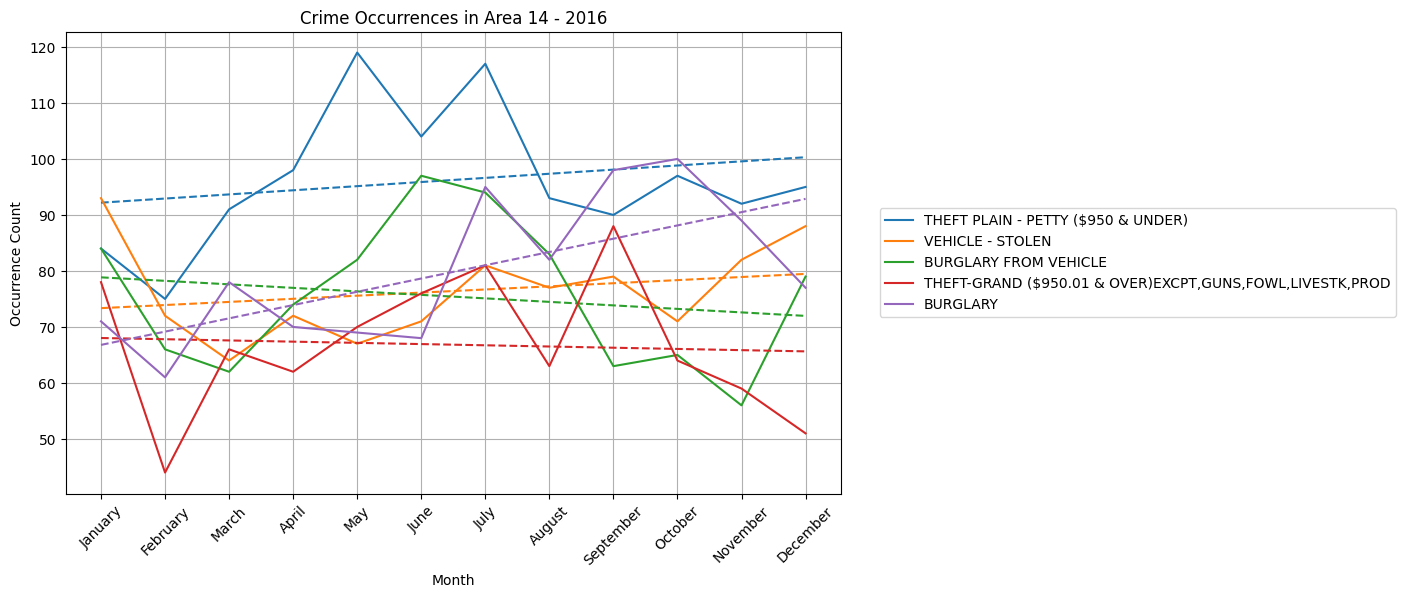 Crime Occurrences in Area 14 - 2016
Occurrence Count
120
110
100
90
80
70
60
50
January
February
March
April
May
June
July
August
September
October
November
December
Month
THEFT PLAIN - PETTY ($950 & UNDER)
VEHICLE - STOLEN
BURGLARY FROM VEHICLE
THEFT-GRAND ($950.01 & OVER)EXCPT,GUNS,FOWL,LIVESTK,PROD
BURGLARY